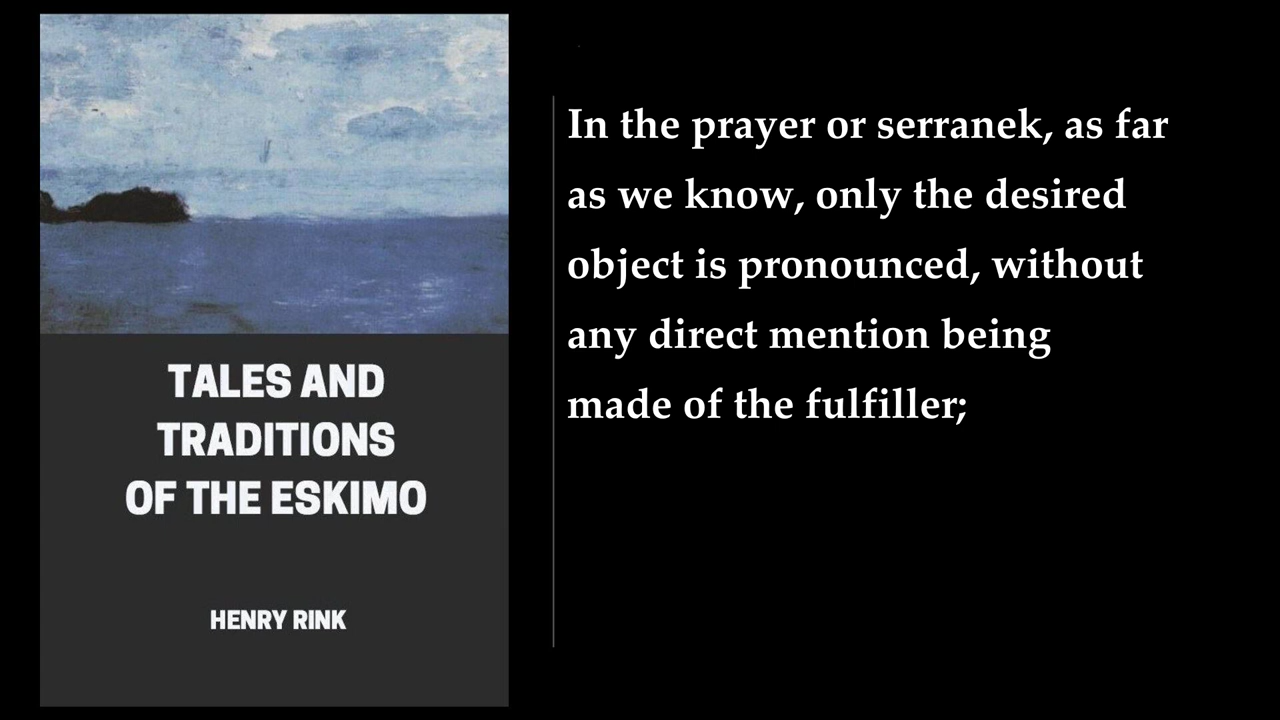 TALES AND
TRADITIONS
OF THE ESKIMO
HENRY RINK
In the prayer or serranek, as far
as we know, only the desired
object is pronounced, without
any direct mention being
made of the fulfiller;